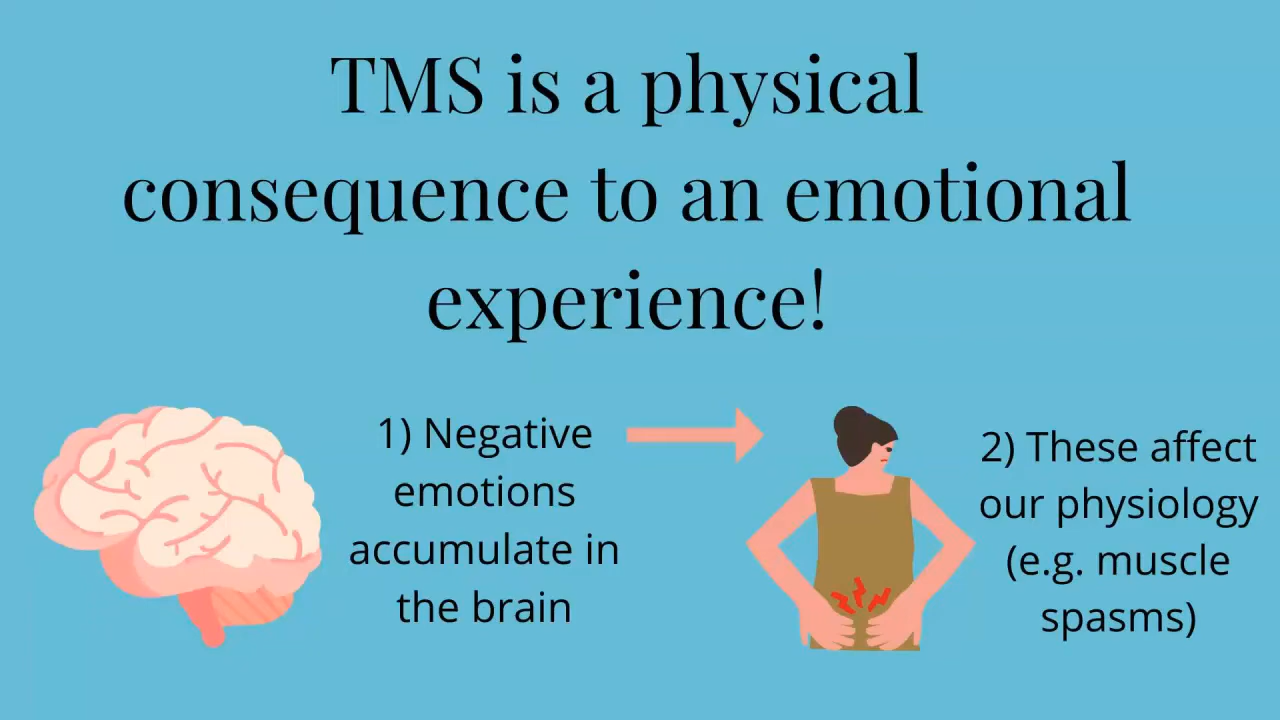 TMS is a physical
consequence to an emotional
experience!
1) Negative
emotions
accumulate in
the brain
2) These affect
our physiology
(e.g. muscle
spasms)